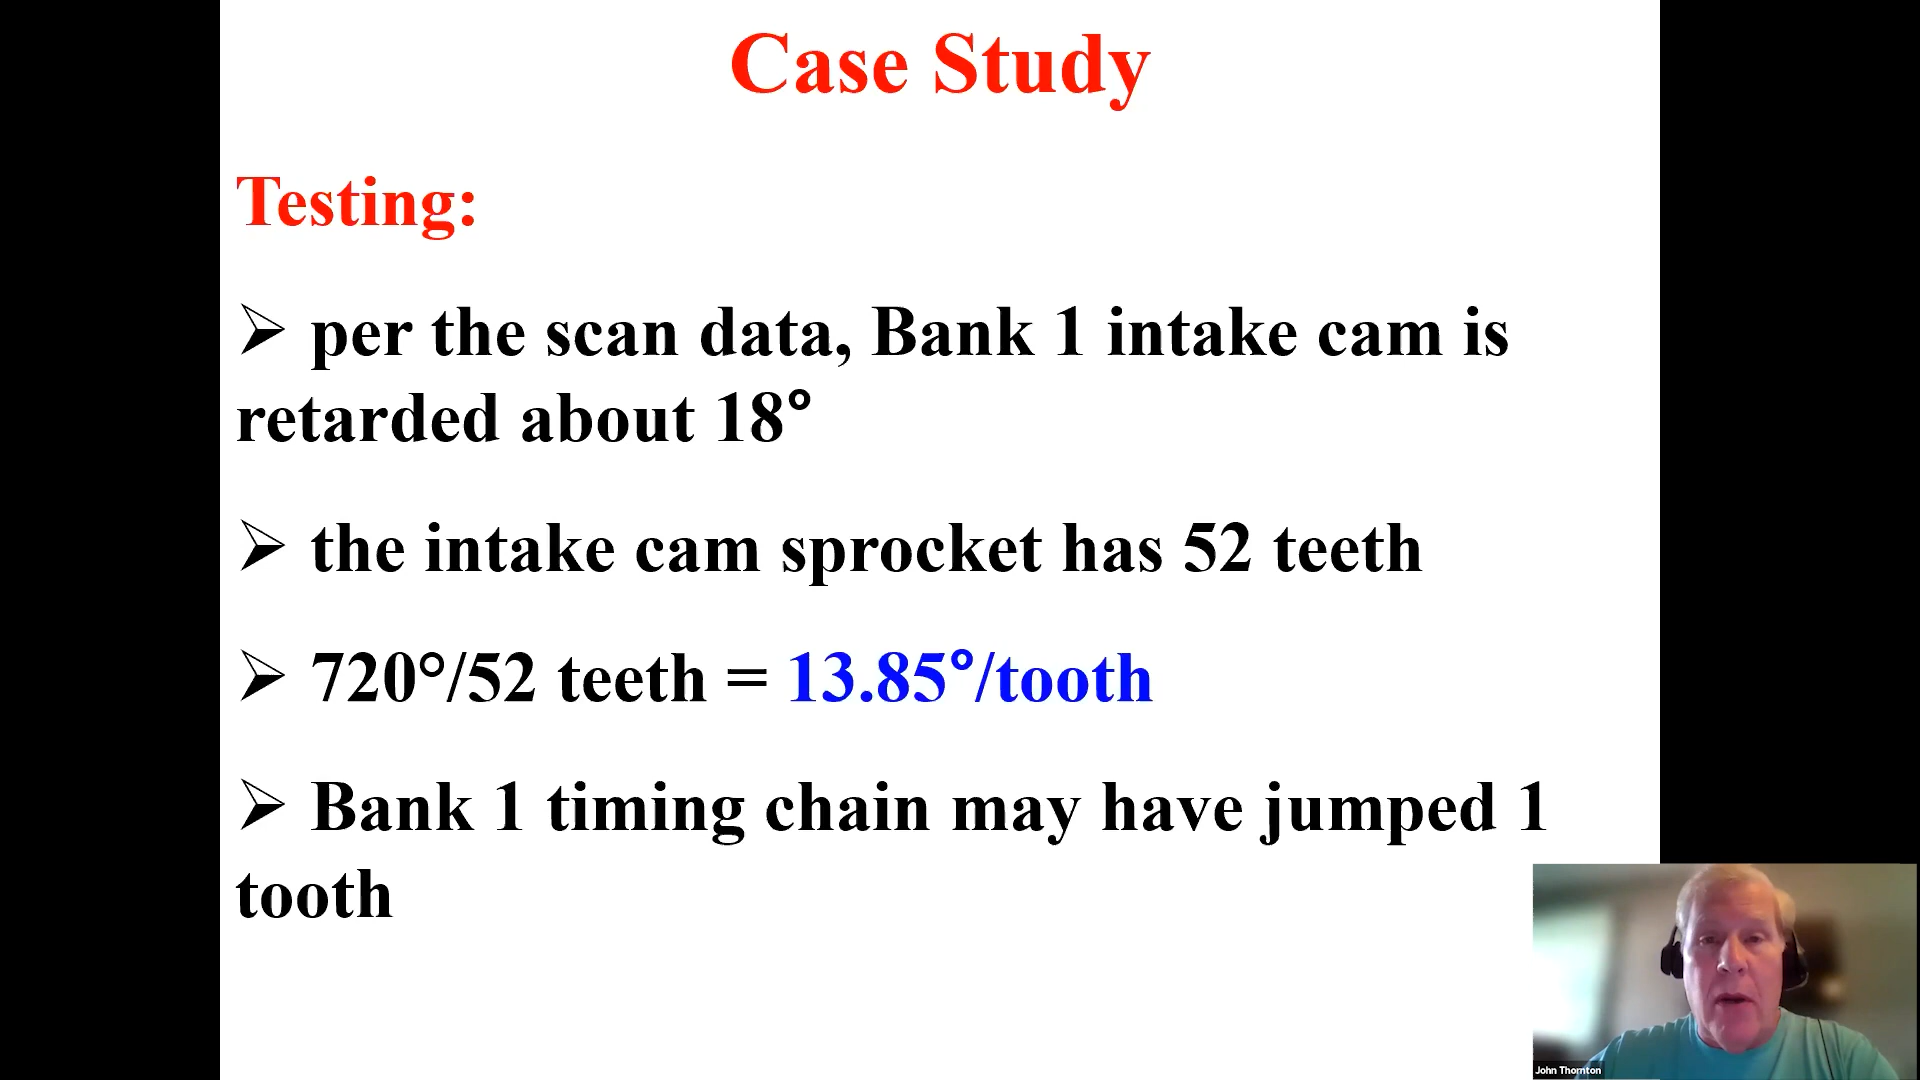 Case Study
Testing:
➢ per the scan data, Bank 1 intake cam is
retarded about 18°
➢ the intake cam sprocket has 52 teeth
➢ 720°/52 teeth = 13.85°/tooth
➢ Bank 1 timing chain may have jumped 1
tooth
John Thornton